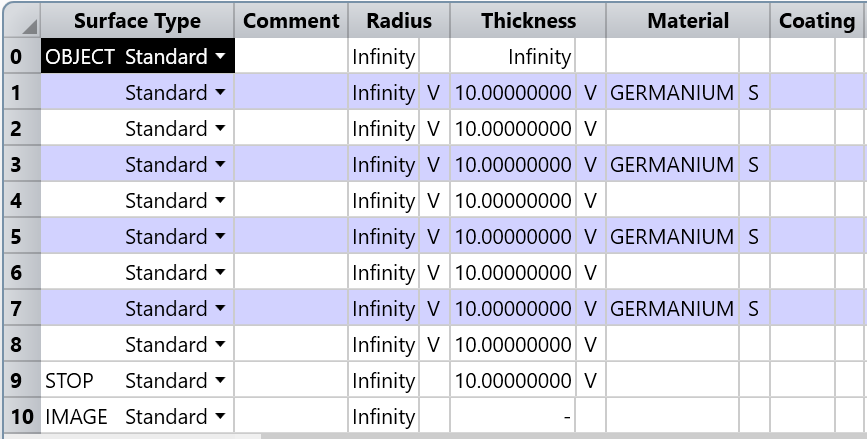 Surface Type Comment Radius Thickness Material Coating
0 OBJECT Standard Infinity Infinity
1 Standard Infinity V 10.00000000 V GERMANIUM S
2 Standard Infinity V 10.00000000 V
3 Standard Infinity V 10.00000000 V GERMANIUM S
4 Standard Infinity V 10.00000000 V
5 Standard Infinity V 10.00000000 V GERMANIUM S
6 Standard Infinity V 10.00000000 V
7 Standard Infinity V 10.00000000 V GERMANIUM S
8 Standard Infinity V 10.00000000 V
9 STOP Standard Infinity 10.00000000 V
10 IMAGE Standard Infinity -